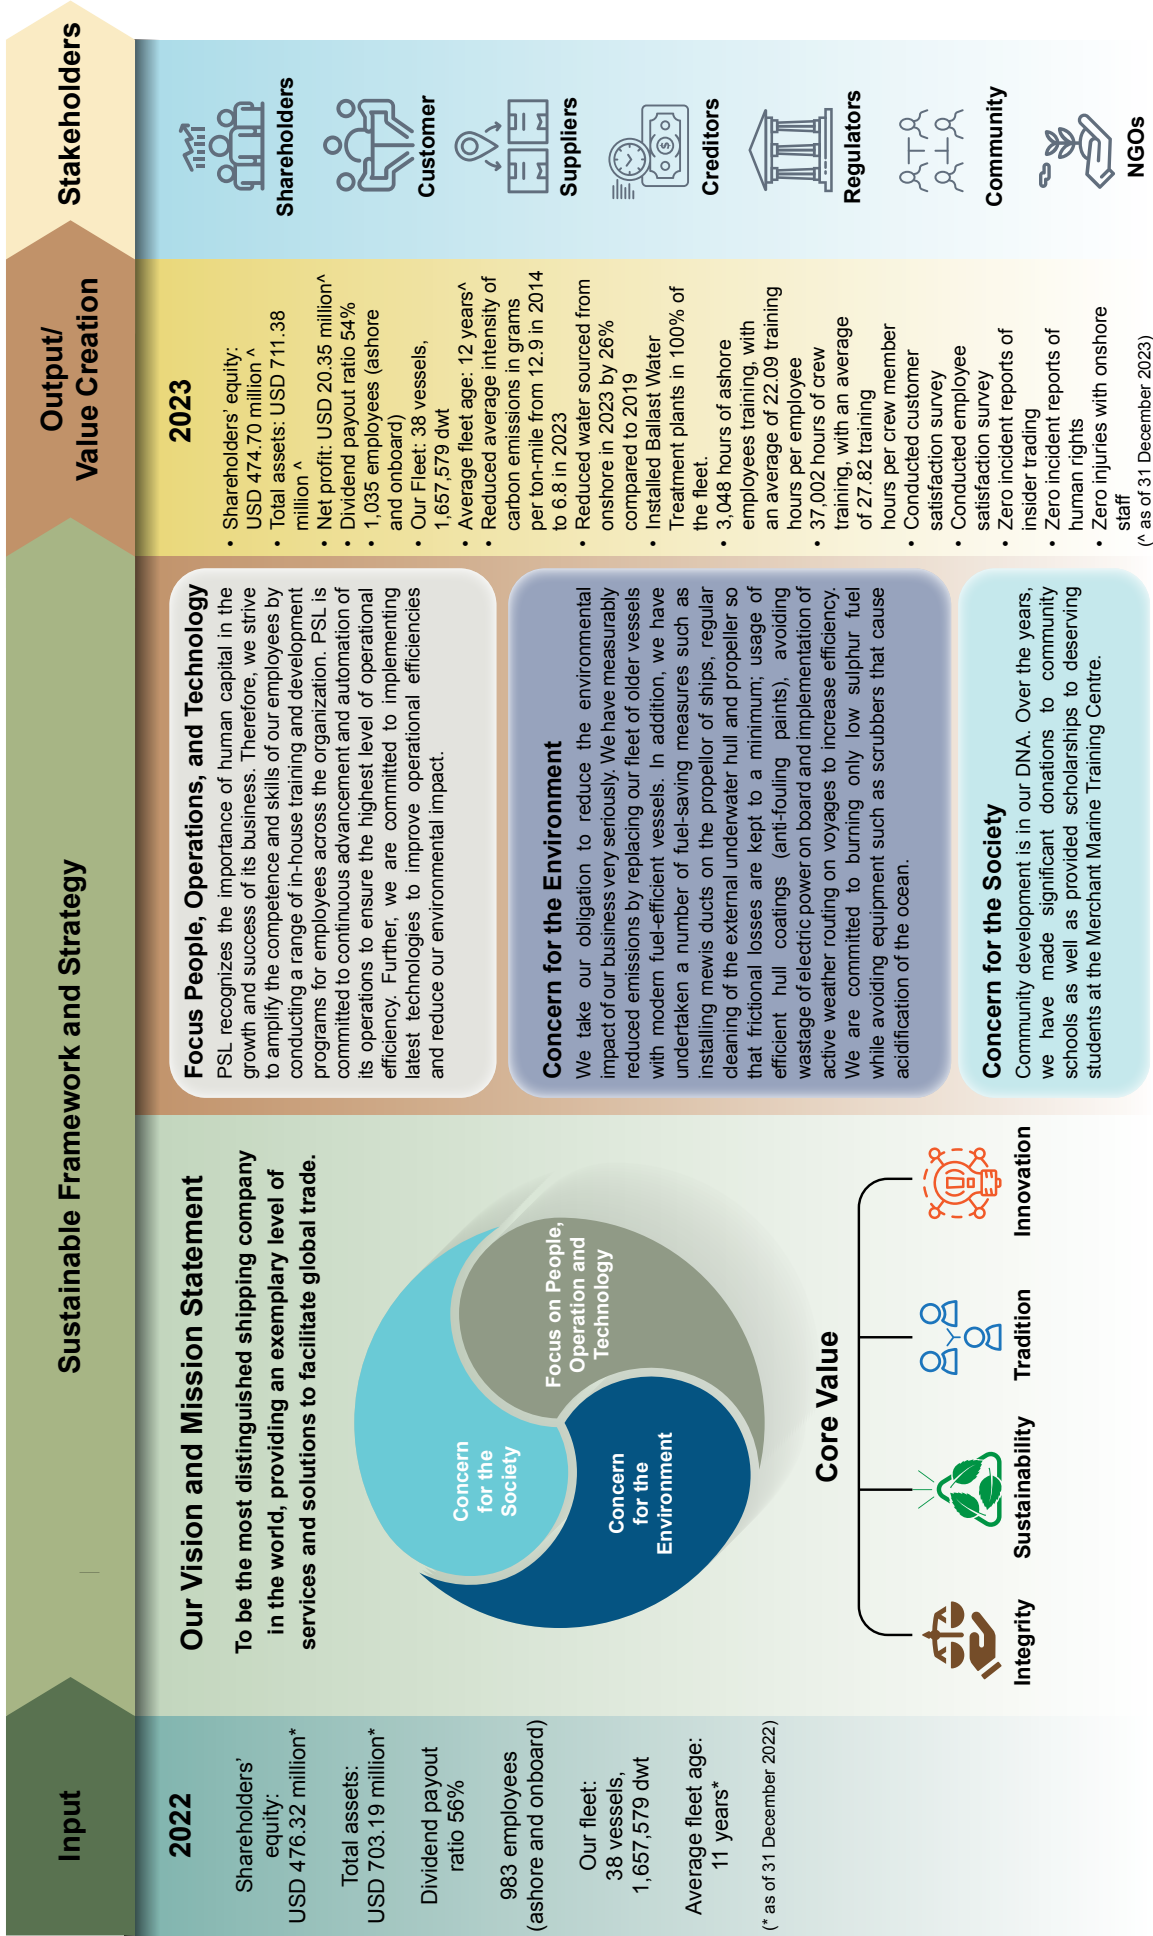 Input
Sustainable Framework and Strategy
Output/
Value Creation
Stakeholders
2022
Shareholders'
equity:
USD 476.32 million*
Total assets:
USD 703.19 million*
Dividend payout
ratio 56%
983 employees
(ashore and onboard)
Our fleet:
38 vessels,
1,657,579 dwt
Average fleet age:
11 years*
(* as of 31 December 2022)
Our Vision and Mission Statement
To be the most distinguished shipping company
in the world, providing an exemplary level of
services and solutions to facilitate global trade.
Concern
for the
Society
Focus on People,
Operation and
Technology
Concern
for the
Environment
Core Value
Integrity
Sustainability
Tradition
Innovation
Focus People, Operations, and Technology
PSL recognizes the importance of human capital in the
growth and success of its business. Therefore, we strive
to amplify the competence and skills of our employees by
conducting a range of in-house training and development
programs for employees across the organization. PSL is
committed to continuous advancement and automation of
its operations to ensure the highest level of operational
efficiency. Further, we are committed to implementing
latest technologies to improve operational efficiencies
and reduce our environmental impact.
Concern for the Environment
We take our obligation to reduce the environmental
impact of our business very seriously. We have measurably
reduced emissions by replacing our fleet of older vessels
with modern fuel-efficient vessels. In addition, we have
undertaken a number of fuel-saving measures such as
installing mewis ducts on the propellor of ships, regular
cleaning of the external underwater hull and propeller so
that frictional losses are kept to a minimum; usage of
efficient hull coatings (anti-fouling paints), avoiding
wastage of electric power on board and implementation of
active weather routing on voyages to increase efficiency.
We are committed to burning only low sulphur fuel
while avoiding equipment such as scrubbers that cause
acidification of the ocean.
Concern for the Society
Community development is in our DNA. Over the years,
we have made significant donations to community
schools as well as provided scholarships to deserving
students at the Merchant Marine Training Centre.
2023
• Shareholders' equity:
USD 474.70 million ^
• Total assets: USD 711.38
million ^
• Net profit: USD 20.35 million^
• Dividend payout ratio 54%
• 1,035 employees (ashore
and onboard)
• Our Fleet: 38 vessels,
1,657,579 dwt
• Average fleet age: 12 years^
• Reduced average intensity of
carbon emissions in grams
per ton-mile from 12.9 in 2014
to 6.8 in 2023
• Reduced water sourced from
onshore in 2023 by 26%
compared to 2019
• Installed Ballast Water
Treatment plants in 100% of
the fleet.
• 3,048 hours of ashore
employees training, with
an average of 22.09 training
hours per employee
• 37,002 hours of crew
training, with an average
of 27.82 training
hours per crew member
• Conducted customer
satisfaction survey
• Conducted employee
satisfaction survey
• Zero incident reports of
insider trading
• Zero incident reports of
human rights
• Zero injuries with onshore
staff
(^ as of 31 December 2023)
Shareholders
Customer
Suppliers
Creditors
Regulators
Community
NGOs